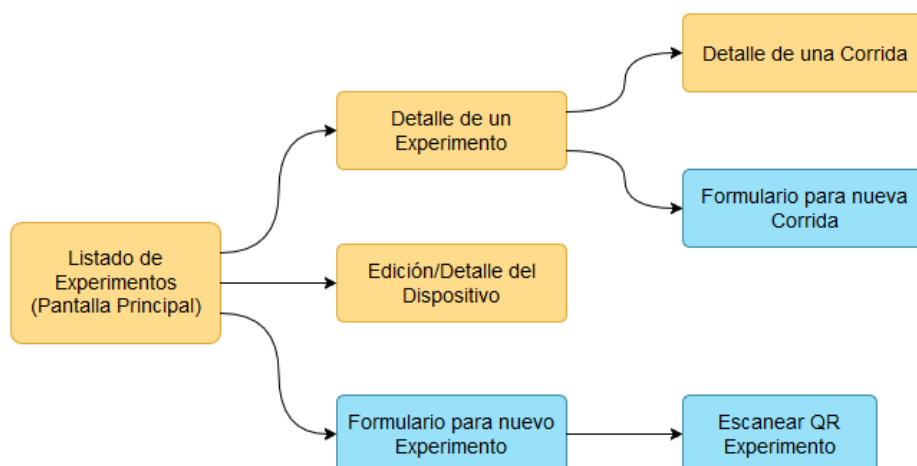 Detalle de una Corrida
Detalle de un
Experimento
Formulario para nueva
Corrida
Listado de
Experimentos
(Pantalla Principal)
Edición/Detalle del
Dispositivo
Formulario para nuevo
Experimento
Escanear QR
Experimento